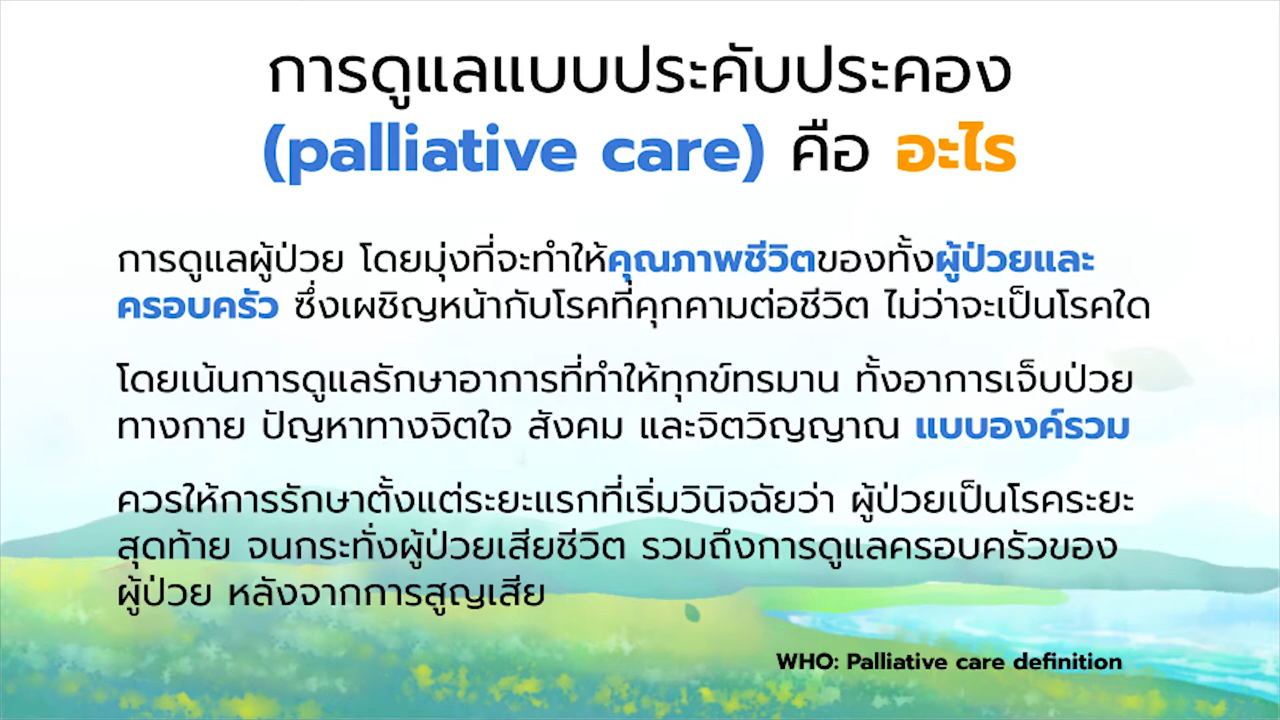 การดูแลแบบประคับประคอง
(palliative care) คือ อะไร
การดูแลผู้ป่วย โดยมุ่งที่จะทำให้คุณภาพชีวิตของทั้งผู้ป่วยและ
ครอบครัว ซึ่งเผชิญหน้ากับโรคที่คุกคามต่อชีวิต ไม่ว่าจะเป็นโรคใด
โดยเน้นการดูแลรักษาอาการที่ทำให้ทุกข์ทรมาน ทั้งอาการเจ็บป่วย
ทางกาย ปัญหาทางจิตใจ สังคม และจิตวิญญาณ แบบองค์รวม
ควรให้การรักษาตั้งแต่ระยะแรกที่เริ่มวินิจฉัยว่า ผู้ป่วยเป็นโรคระยะ
สุดท้าย จนกระทั่งผู้ป่วยเสียชีวิต รวมถึงการดูแลครอบครัวของ
ผู้ป่วย หลังจากการสูญเสีย
WHO: Palliative care definition